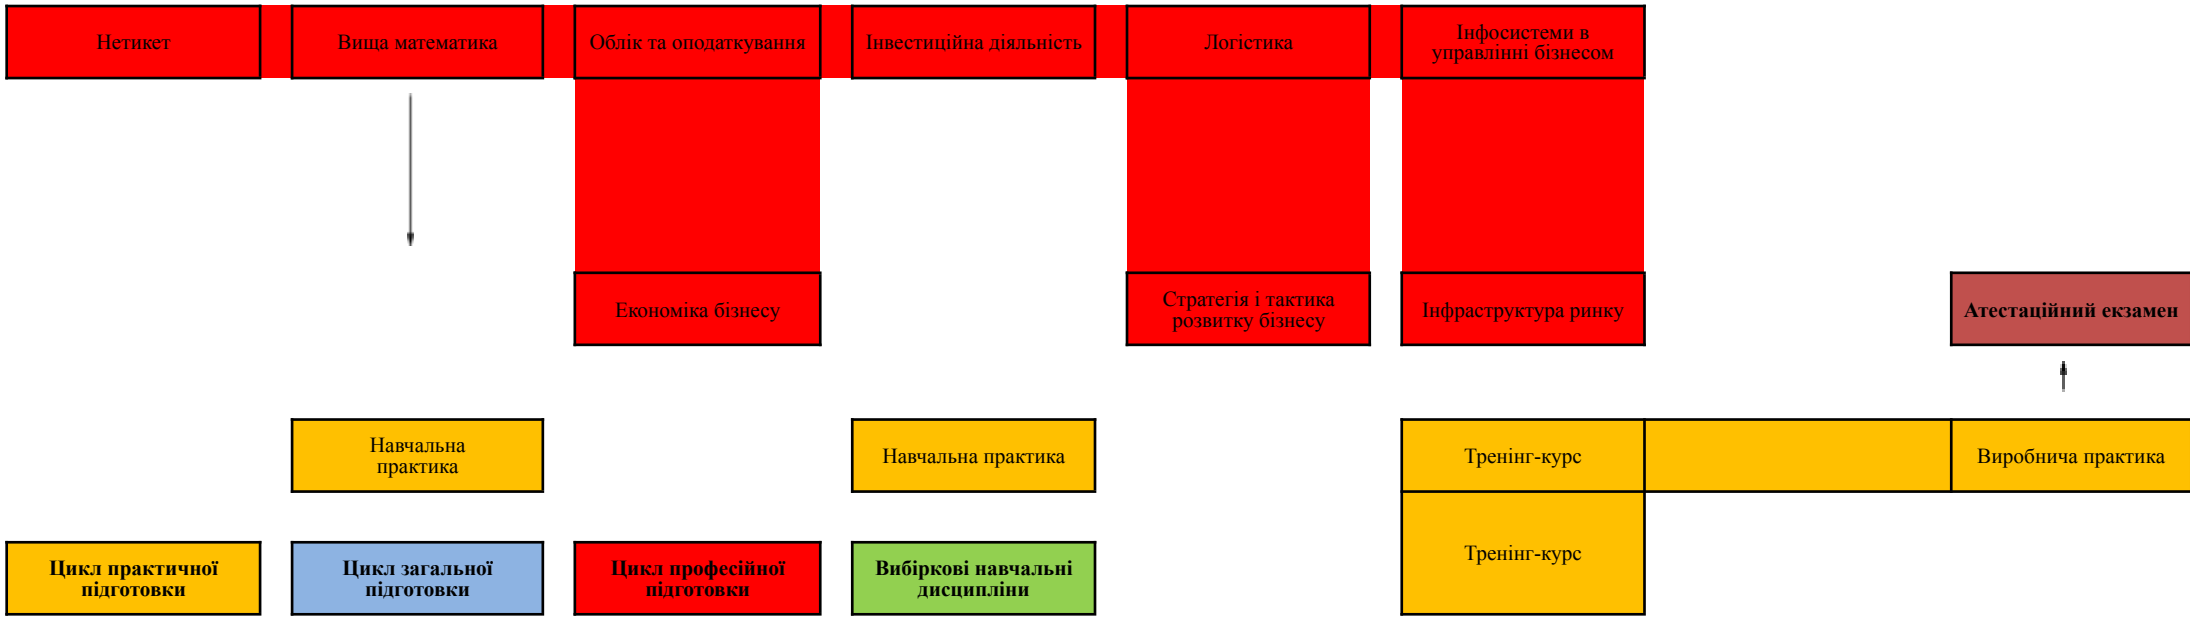 Нетикет
Вища математика
Облік та оподаткування
Інвестиційна діяльність
Логістика
Інфосистеми в
управлінні бізнесом
Економіка бізнесу
Стратегія і тактика
розвитку бізнесу
Інфраструктура ринку
Атестаційний екзамен
Навчальна
практика
Навчальна практика
Тренінг-курс
Виробнича практика
Цикл практичної
підготовки
Цикл загальної
підготовки
Цикл професійної
підготовки
Вибіркові навчальні
дисципліни
Тренінг-курс